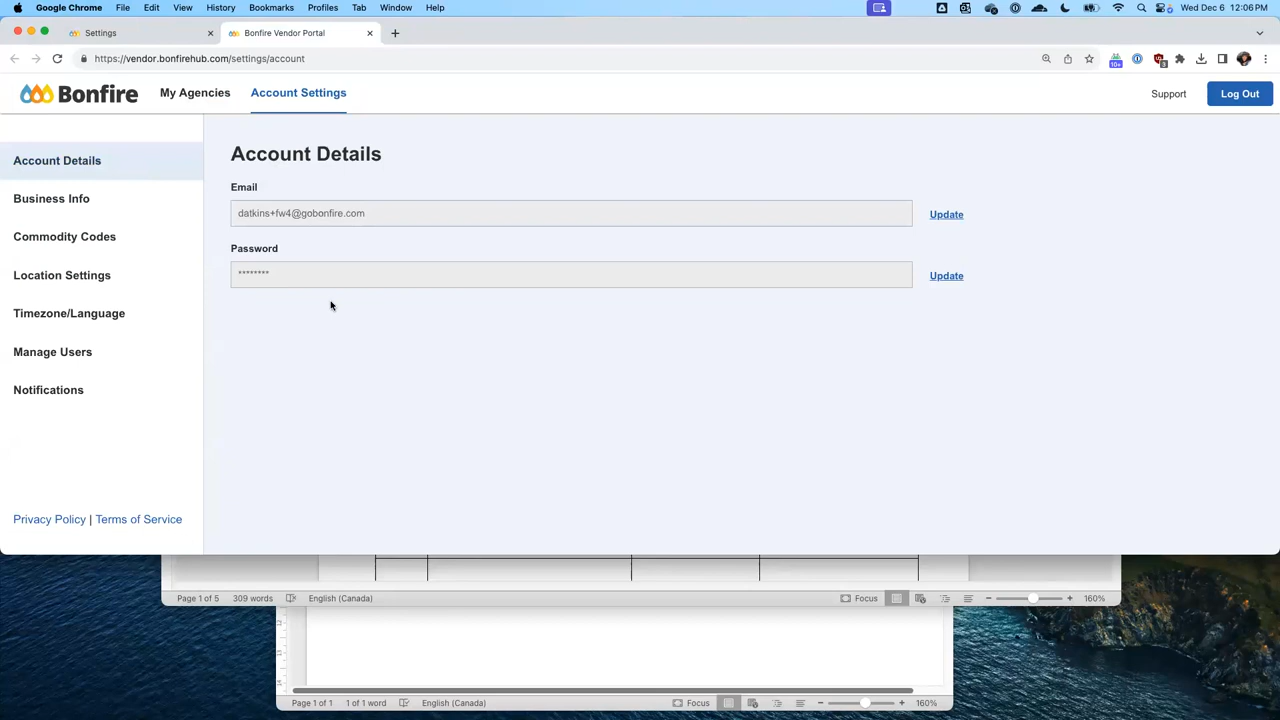 Google Chrome File Edit View History Bookmarks Profiles Tab Window Help Wed Dec 6 12:06 PM
Settings Bonfire Vendor Portal
https://vendor.bonfirehub.com/settings/account 10+ 3
Bonfire My Agencies Account Settings Support Log Out
Account Details
Business Info
Commodity Codes
Location Settings
Timezone/Language
Manage Users
Notifications
Privacy Policy | Terms of Service
Account Details
Email
datkins+fw4@gobonfire.com Update
Password
******** Update
Page 1 of 5 309 words English (Canada) Focus 160%
Page 1 of 1 1 of 1 word English (Canada) Focus 160%